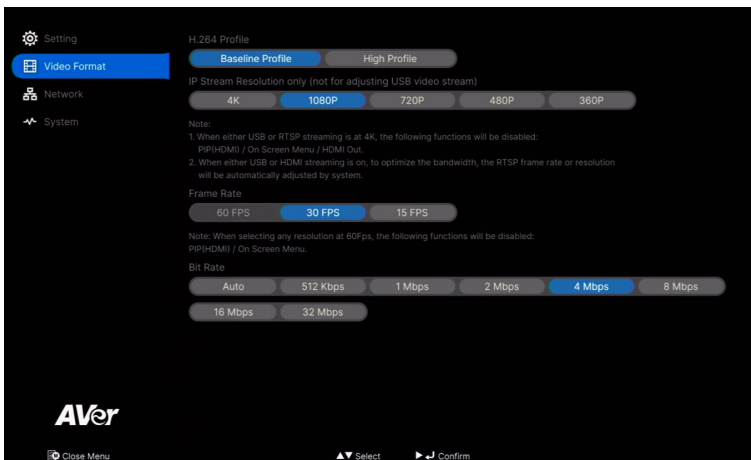 Setting
Video Format
Network
System
H.264 Profile
Baseline Profile High Profile
IP Stream Resolution only (not for adjusting USB video stream)
4K 1080P 720P 480P 360P
Note:
1. When either USB or RTSP streaming is at 4K, the following functions will be disabled:
PIP(HDMI) / On Screen Menu / HDMI Out.
2. When either USB or HDMI streaming is on, to optimize the bandwidth, the RTSP frame rate or resolution
will be automatically adjusted by system.
Frame Rate
60 FPS 30 FPS 15 FPS
Note: When selecting any resolution at 60Fps, the following functions will be disabled:
PIP(HDMI) / On Screen Menu.
Bit Rate
Auto 512 Kbps 1 Mbps 2 Mbps 4 Mbps 8 Mbps
16 Mbps 32 Mbps
AVer
Close Menu Select Confirm